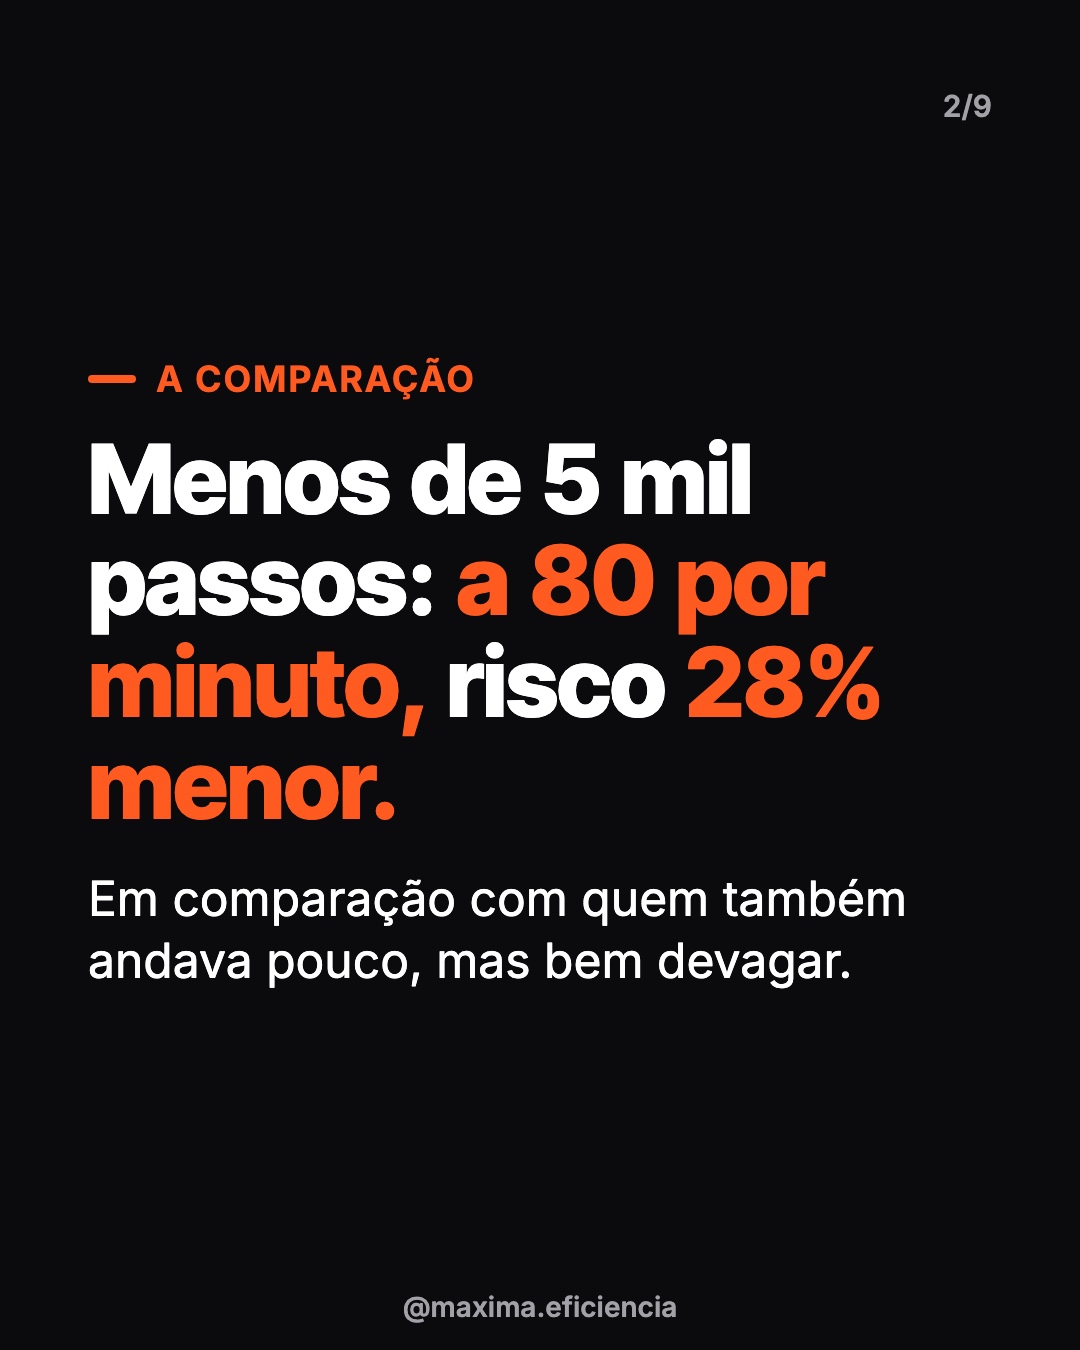 2/9
A COMPARAÇÃO
Menos de 5 mil
passos: a 80 por
minuto, risco 28%
menor.
Em comparação com quem também
andava pouco, mas bem devagar.
@maxima.eficiencia